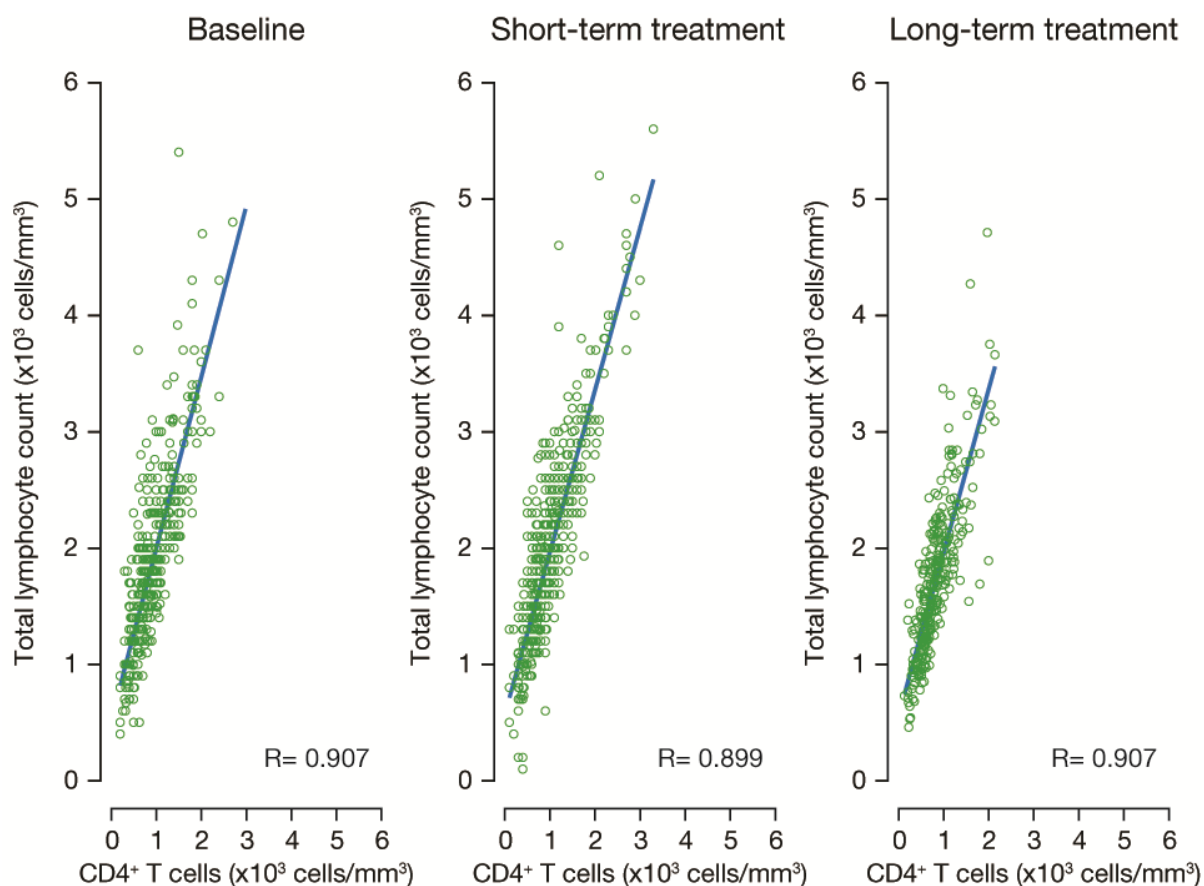 Baseline
Short-term treatment
Long-term treatment
Total lymphocyte count (x10³ cells/mm³)
6
5
4
3
2
1
0
R= 0.907
0 1 2 3 4 5 6
CD4⁺ T cells (x10³ cells/mm³)
Total lymphocyte count (x10³ cells/mm³)
6
5
4
3
2
1
0
R= 0.899
0 1 2 3 4 5 6
CD4⁺ T cells (x10³ cells/mm³)
Total lymphocyte count (x10³ cells/mm³)
6
5
4
3
2
1
0
R= 0.907
0 1 2 3 4 5 6
CD4⁺ T cells (x10³ cells/mm³)